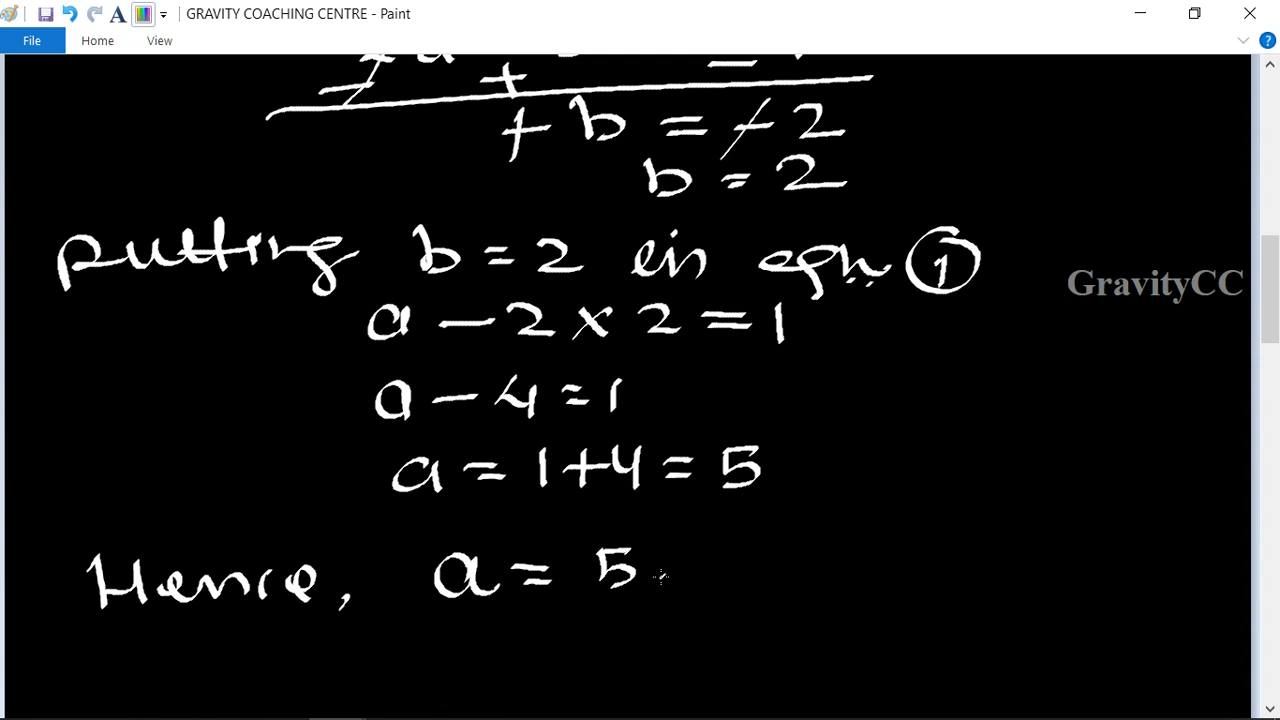 GRAVITY COACHING CENTRE - Paint
File Home View
+ b = - 2
b = 2
putting b = 2 in eqn. ①
GravityCC
a - 2 × 2 = 1
a - 4 = 1
a = 1 + 4 = 5
Hence, a = 5